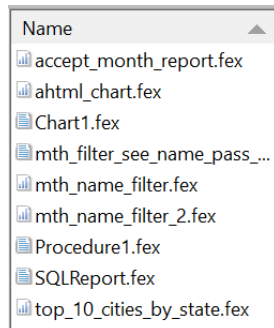 Name
accept_month_report.fex
ahtml_chart.fex
Chart1.fex
mth_filter_see_name_pass_...
mth_name_filter.fex
mth_name_filter_2.fex
Procedure1.fex
SQLReport.fex
top_10_cities_by_state.fex